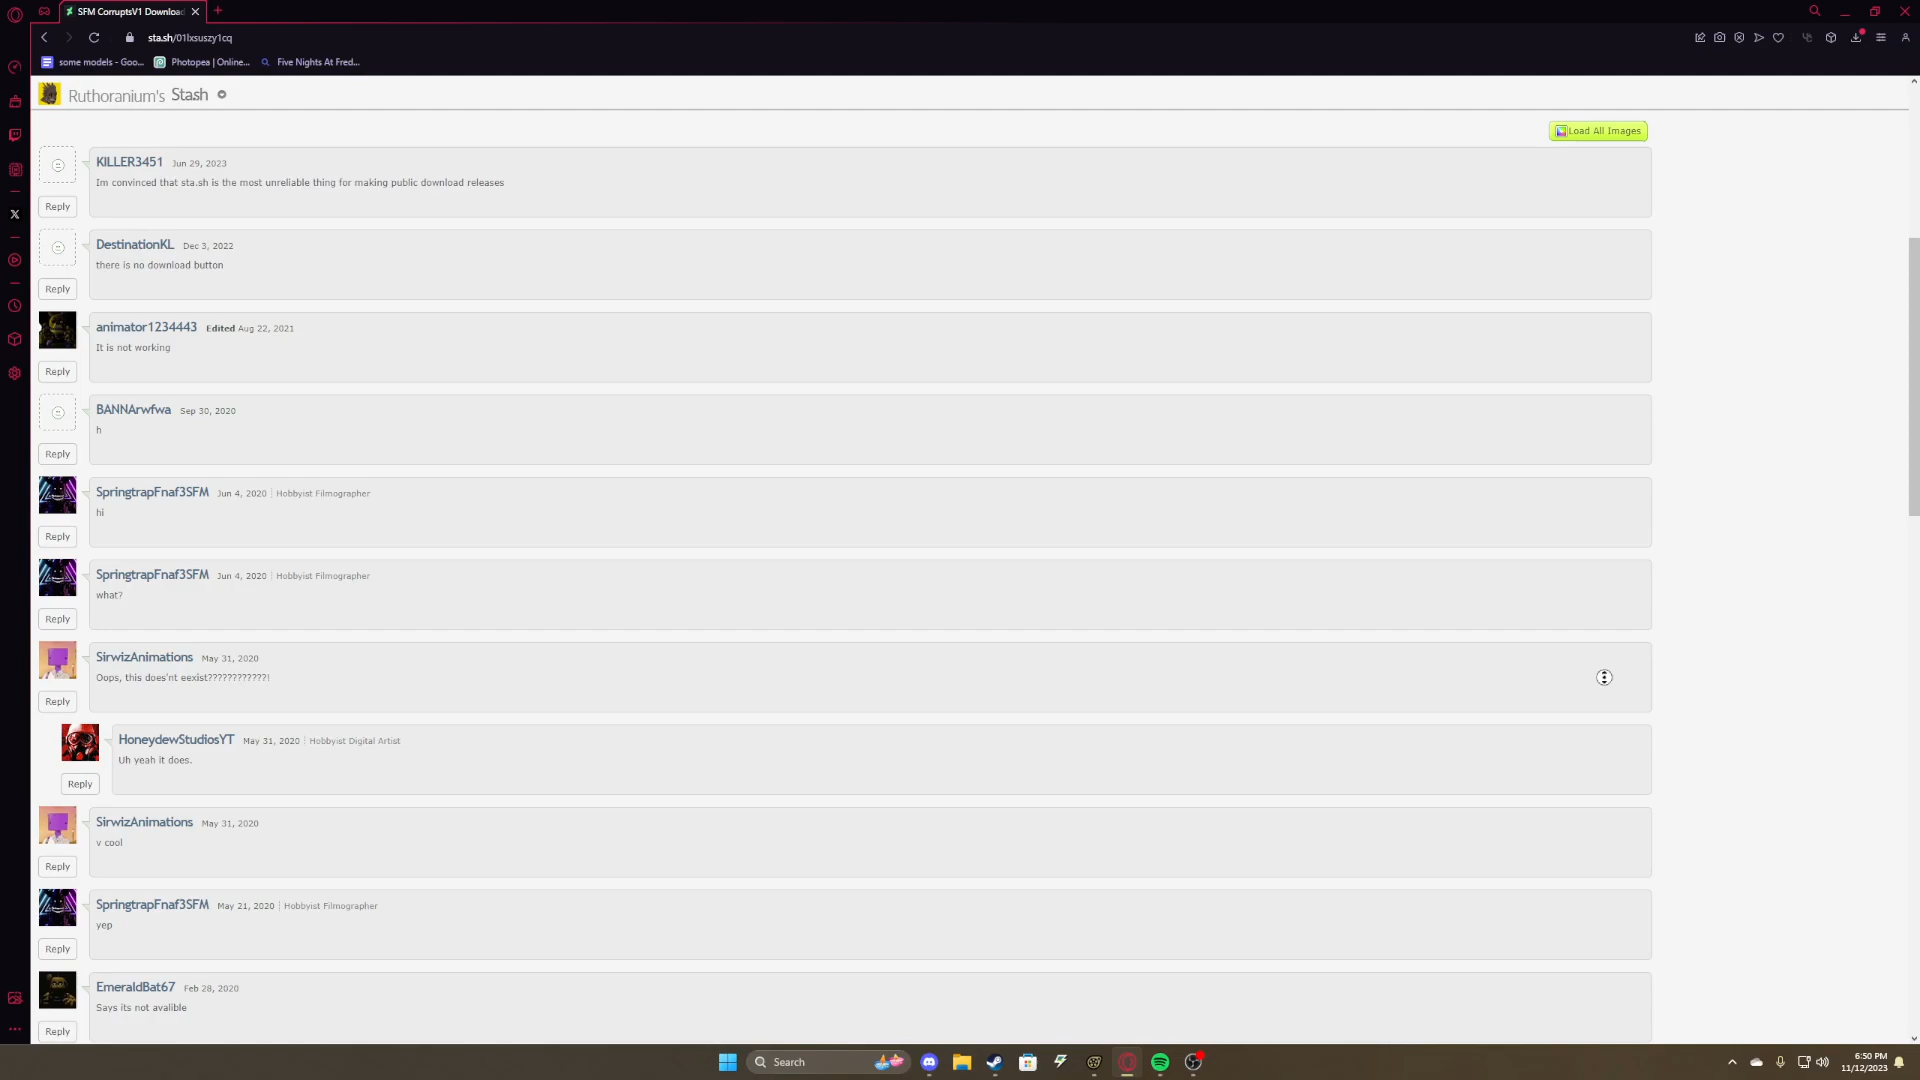 SFM CorruptsV1 Downloa
sta.sh/01lxsuszy1cq
some models - Goo...
Photopea | Online...
Five Nights At Fred...
Ruthoranium's Stash
Load All Images
KILLER3451 Jun 29, 2023
Im convinced that sta.sh is the most unreliable thing for making public download releases
Reply
DestinationKL Dec 3, 2022
there is no download button
Reply
animator1234443 Edited Aug 22, 2021
It is not working
Reply
BANNArwfwa Sep 30, 2020
h
Reply
SpringtrapFnaf3SFM Jun 4, 2020 Hobbyist Filmographer
hi
Reply
SpringtrapFnaf3SFM Jun 4, 2020 Hobbyist Filmographer
what?
Reply
SirwizAnimations May 31, 2020
Oops, this does'nt eexist????????????!
Reply
HoneydewStudiosYT May 31, 2020 Hobbyist Digital Artist
Uh yeah it does.
Reply
SirwizAnimations May 31, 2020
v cool
Reply
SpringtrapFnaf3SFM May 21, 2020 Hobbyist Filmographer
yep
Reply
EmeraldBat67 Feb 28, 2020
Says its not avalible
Reply
Search
6:50 PM
11/12/2023